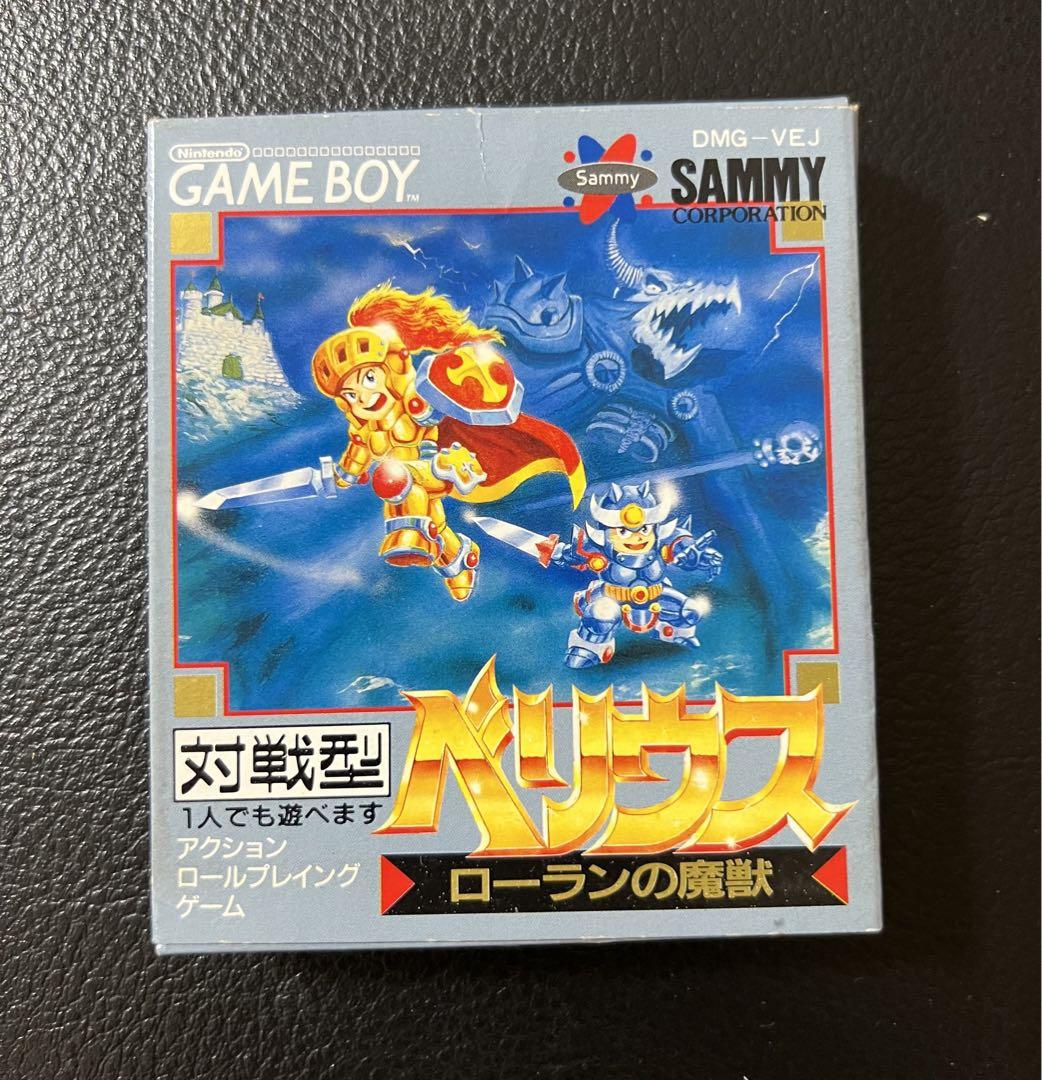 Nintendo
GAME BOY™
Sammy
DMG-VEJ
SAMMY
CORPORATION
対戦型
1人でも遊べます
アクション
ロールプレイング
ゲーム
ベリウス
ローランの魔獣